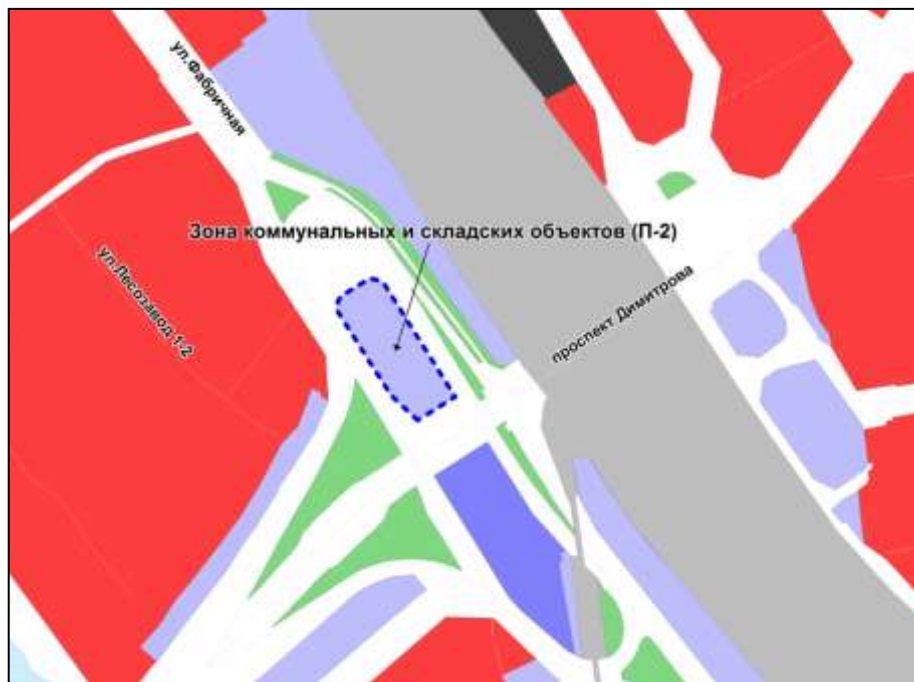 ул.Фабричная
Зона коммунальных и складских объектов (П-2)
ул.Лесозавод 1-2
проспект Димитрова